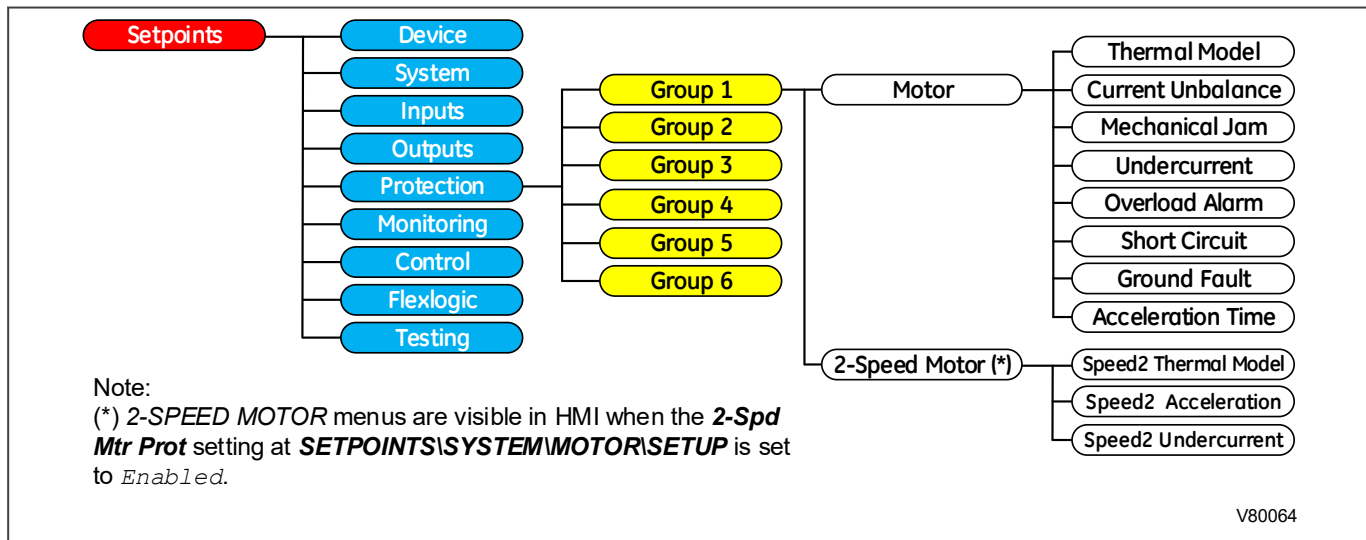 Setpoints
Device
System
Inputs
Outputs
Protection
Monitoring
Control
Flexlogic
Testing
Group 1
Group 2
Group 3
Group 4
Group 5
Group 6
Motor
Thermal Model
Current Unbalance
Mechanical Jam
Undercurrent
Overload Alarm
Short Circuit
Ground Fault
Acceleration Time
2-Speed Motor (*)
Speed2 Thermal Model
Speed2 Acceleration
Speed2 Undercurrent
Note:
(*) 2-SPEED MOTOR menus are visible in HMI when the 2-Spd
Mtr Prot setting at SETPOINTS\SYSTEM\MOTOR\SETUP is set
to Enabled.
V80064